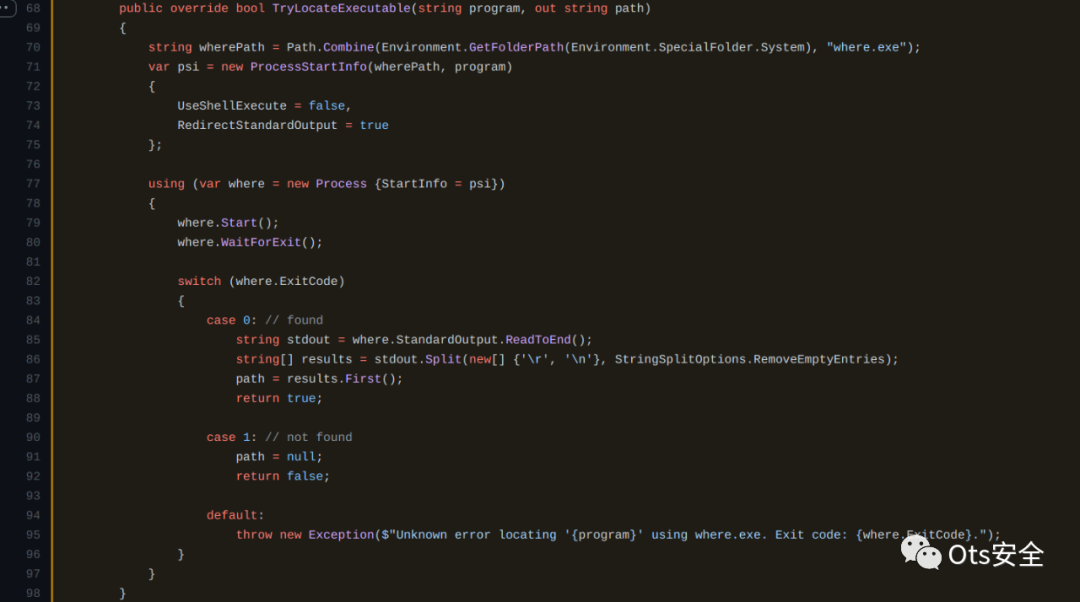 68 public override bool TryLocateExecutable(string program, out string path)
69 {
70 string wherePath = Path.Combine(Environment.GetFolderPath(Environment.SpecialFolder.System), "where.exe");
71 var psi = new ProcessStartInfo(wherePath, program)
72 {
73 UseShellExecute = false,
74 RedirectStandardOutput = true
75 };
76
77 using (var where = new Process {StartInfo = psi})
78 {
79 where.Start();
80 where.WaitForExit();
81
82 switch (where.ExitCode)
83 {
84 case 0: // found
85 string stdout = where.StandardOutput.ReadToEnd();
86 string[] results = stdout.Split(new[] {'\r', '\n'}, StringSplitOptions.RemoveEmptyEntries);
87 path = results.First();
88 return true;
89
90 case 1: // not found
91 path = null;
92 return false;
93
94 default:
95 throw new Exception($"Unknown error locating '{program}' using where.exe. Exit code: {where.ExitCode}.");
96 }
97 }
98 }
Ots安全